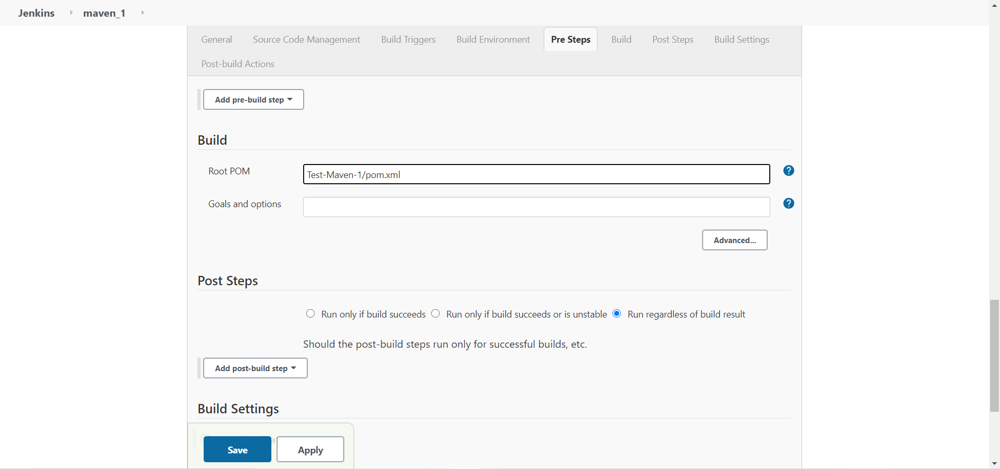 Jenkins maven_1
General Source Code Management Build Triggers Build Environment Pre Steps Build Post Steps Build Settings
Post-build Actions
Add pre-build step
Build
Root POM Test-Maven-1/pom.xml
Goals and options
Advanced...
Post Steps
Run only if build succeeds Run only if build succeeds or is unstable Run regardless of build result
Should the post-build steps run only for successful builds, etc.
Add post-build step
Build Settings
Save Apply